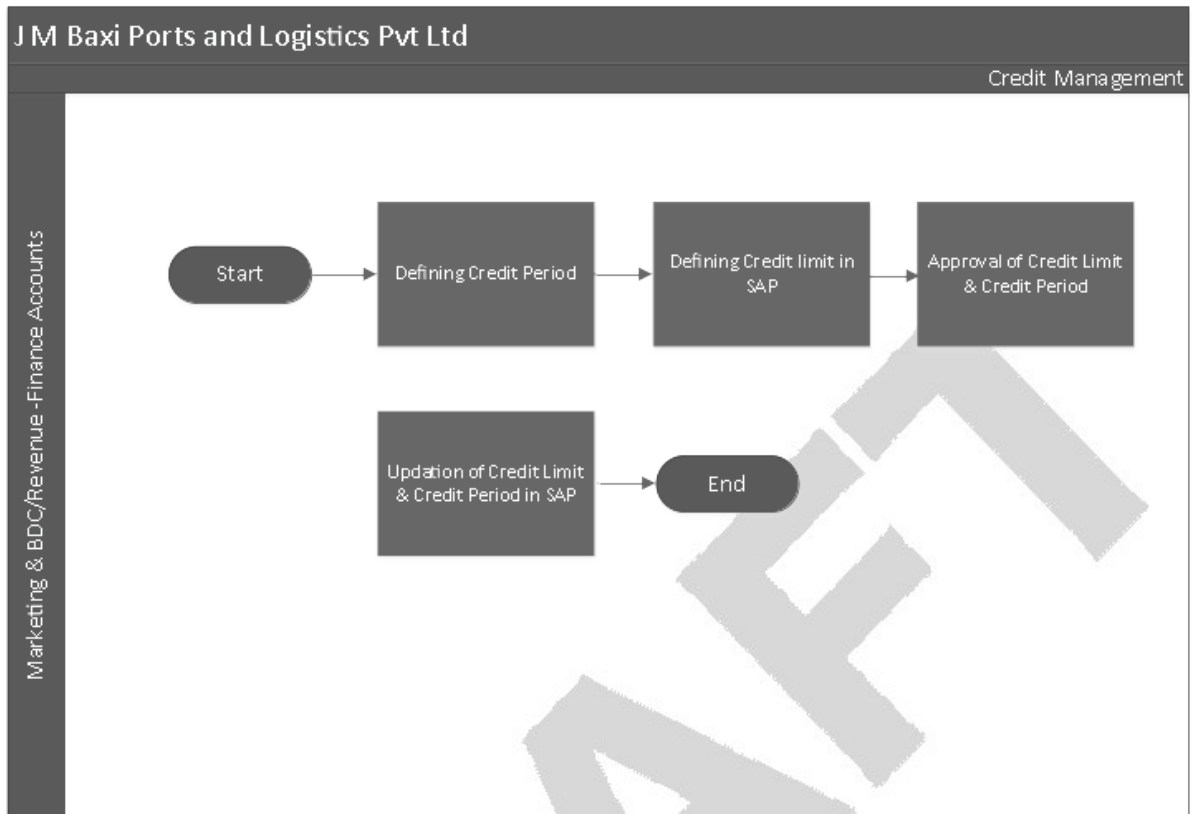 J M Baxi Ports and Logistics Pvt Ltd
Credit Management
Marketing & BDC/Revenue -Finance Accounts
Start
Defining Credit Period
Defining Credit limit in
SAP
Approval of Credit Limit
& Credit Period
Updation of Credit Limit
& Credit Period in SAP
End
AFT